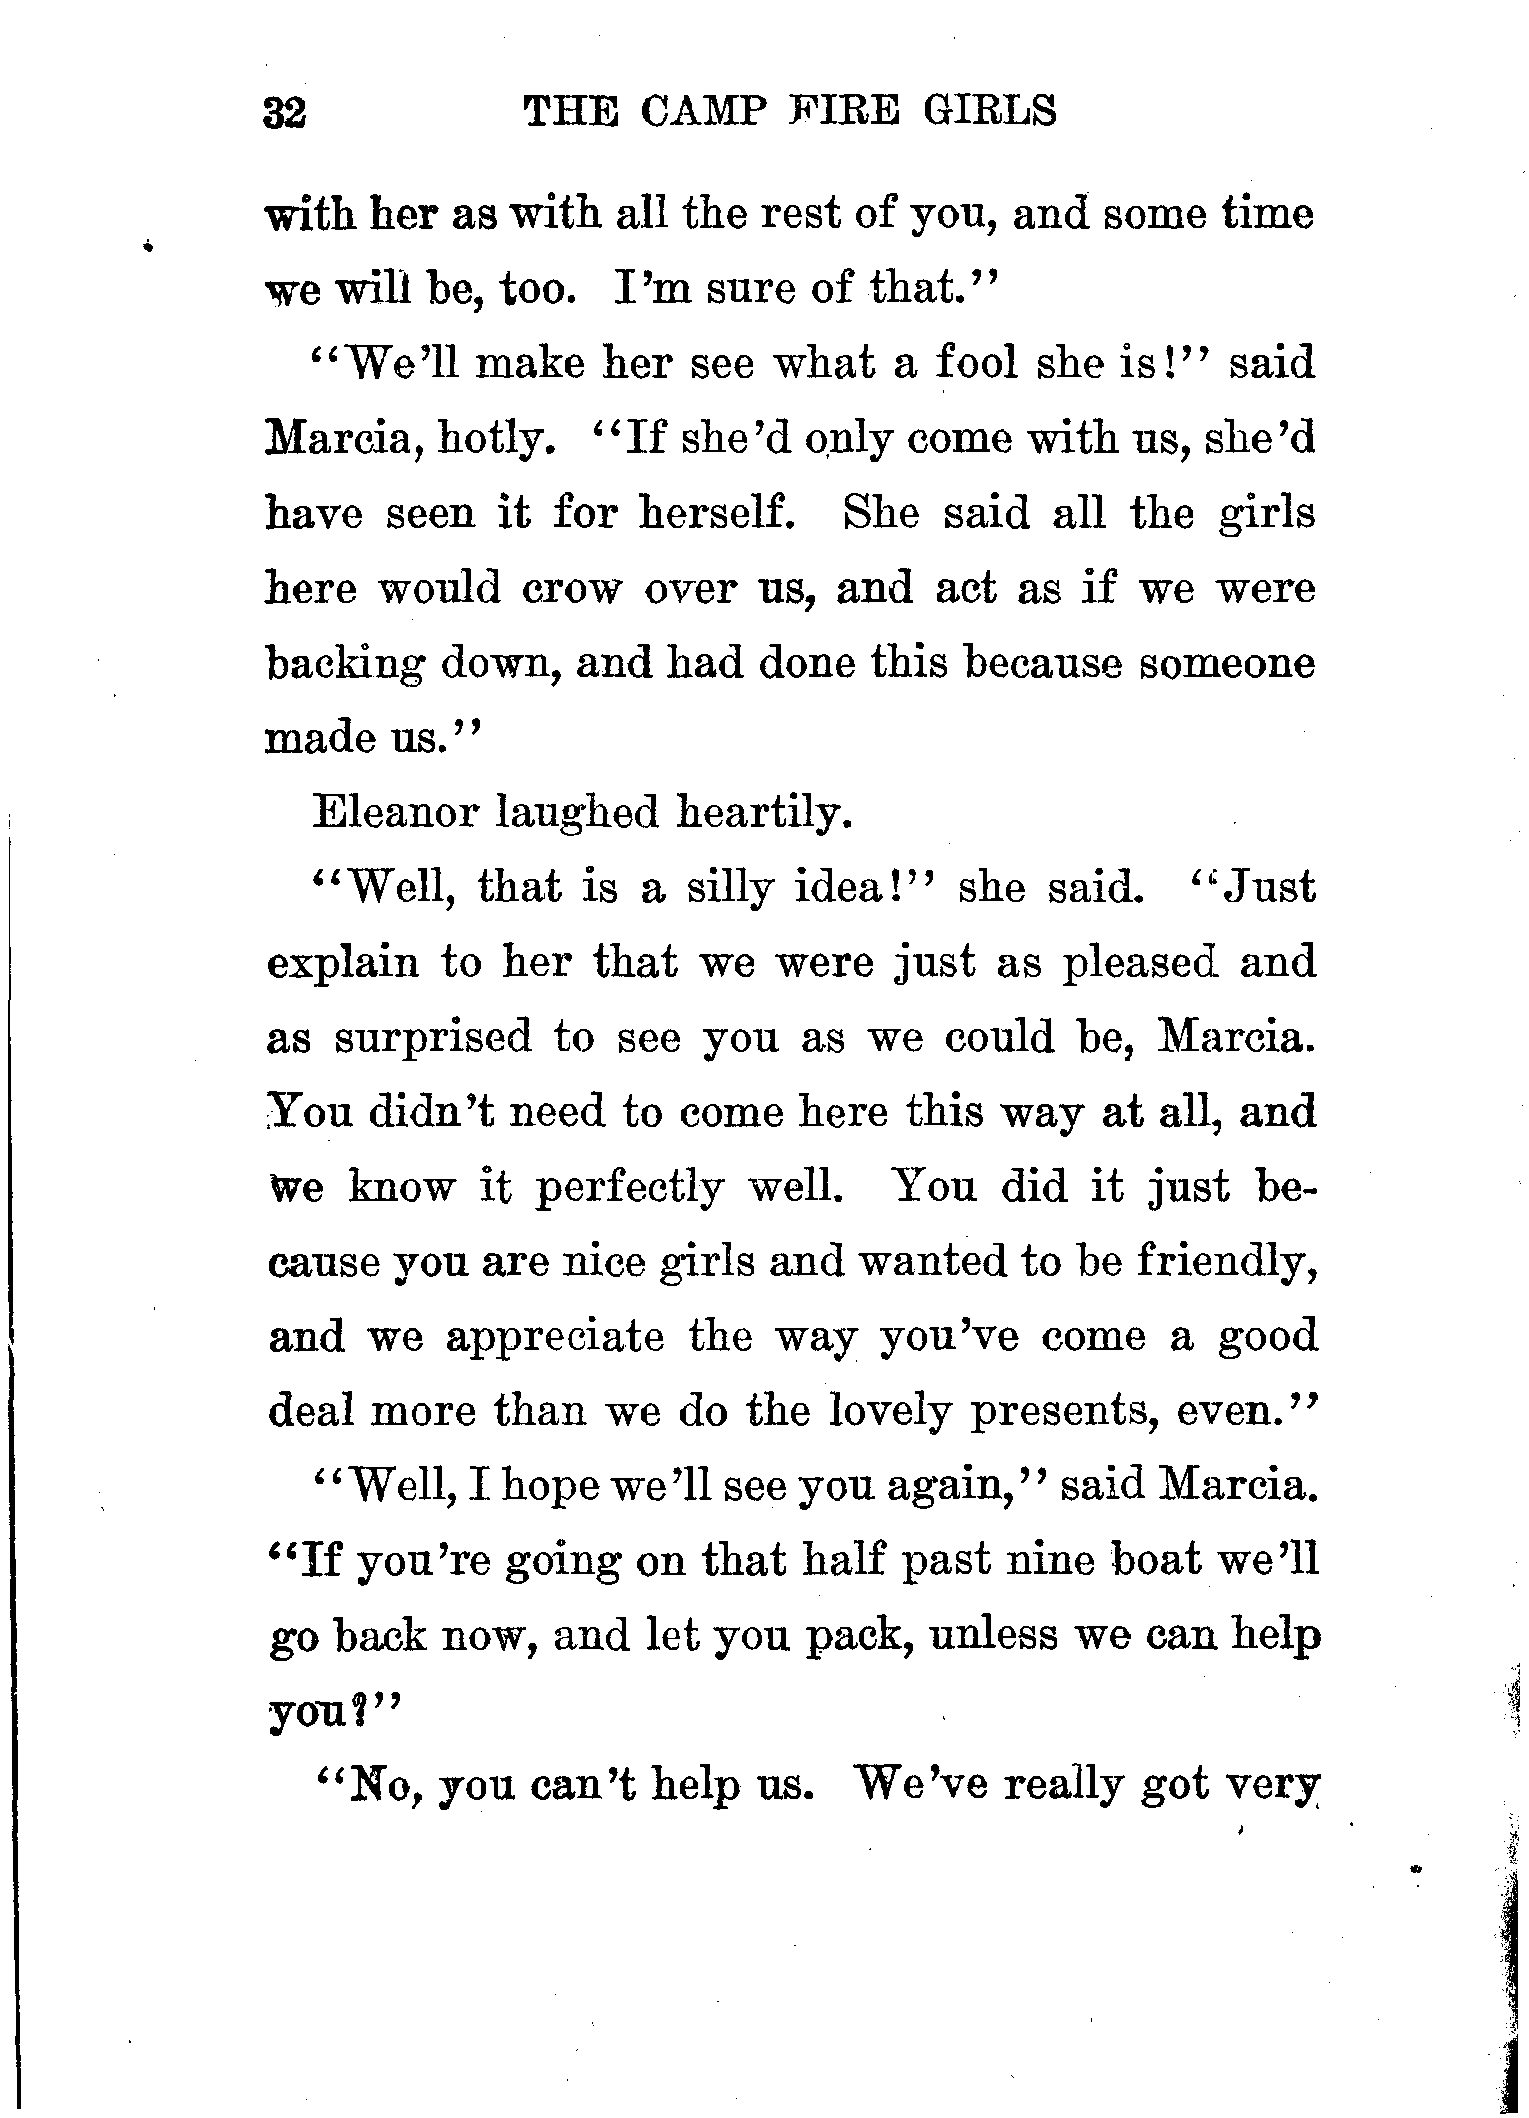 32 THE CAMP FIRE GIRLS
with her as with all the rest of you, and some time
we will be, too. I'm sure of that."
"We'll make her see what a fool she is!" said
Marcia, hotly. "If she'd only come with us, she'd
have seen it for herself. She said all the girls
here would crow over us, and act as if we were
backing down, and had done this because someone
made us."
Eleanor laughed heartily.
"Well, that is a silly idea!" she said. "Just
explain to her that we were just as pleased and
as surprised to see you as we could be, Marcia.
You didn't need to come here this way at all, and
we know it perfectly well. You did it just be-
cause you are nice girls and wanted to be friendly,
and we appreciate the way you've come a good
deal more than we do the lovely presents, even."
"Well, I hope we'll see you again," said Marcia.
"If you're going on that half past nine boat we'll
go back now, and let you pack, unless we can help
you?"
"No, you can't help us. We've really got very